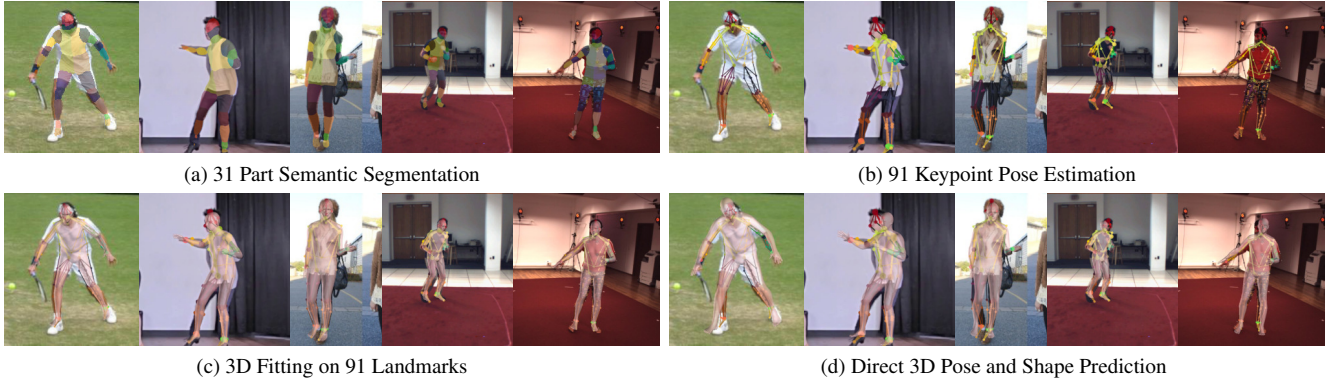 (a) 31 Part Semantic Segmentation
(b) 91 Keypoint Pose Estimation
(c) 3D Fitting on 91 Landmarks
(d) Direct 3D Pose and Shape Prediction